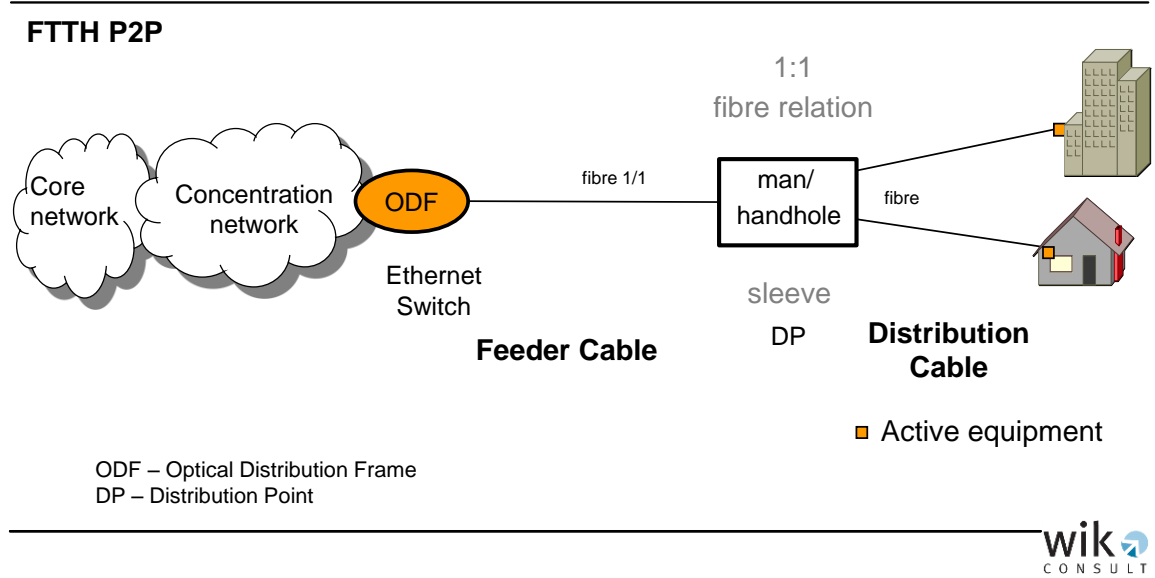 FTTH P2P
1:1
fibre relation
Core
network
Concentration
network
ODF
fibre 1/1
man/
handhole
fibre
Ethernet
Switch
sleeve
DP
Feeder Cable
Distribution
Cable
Active equipment
ODF – Optical Distribution Frame
DP – Distribution Point
wik
CONSULT